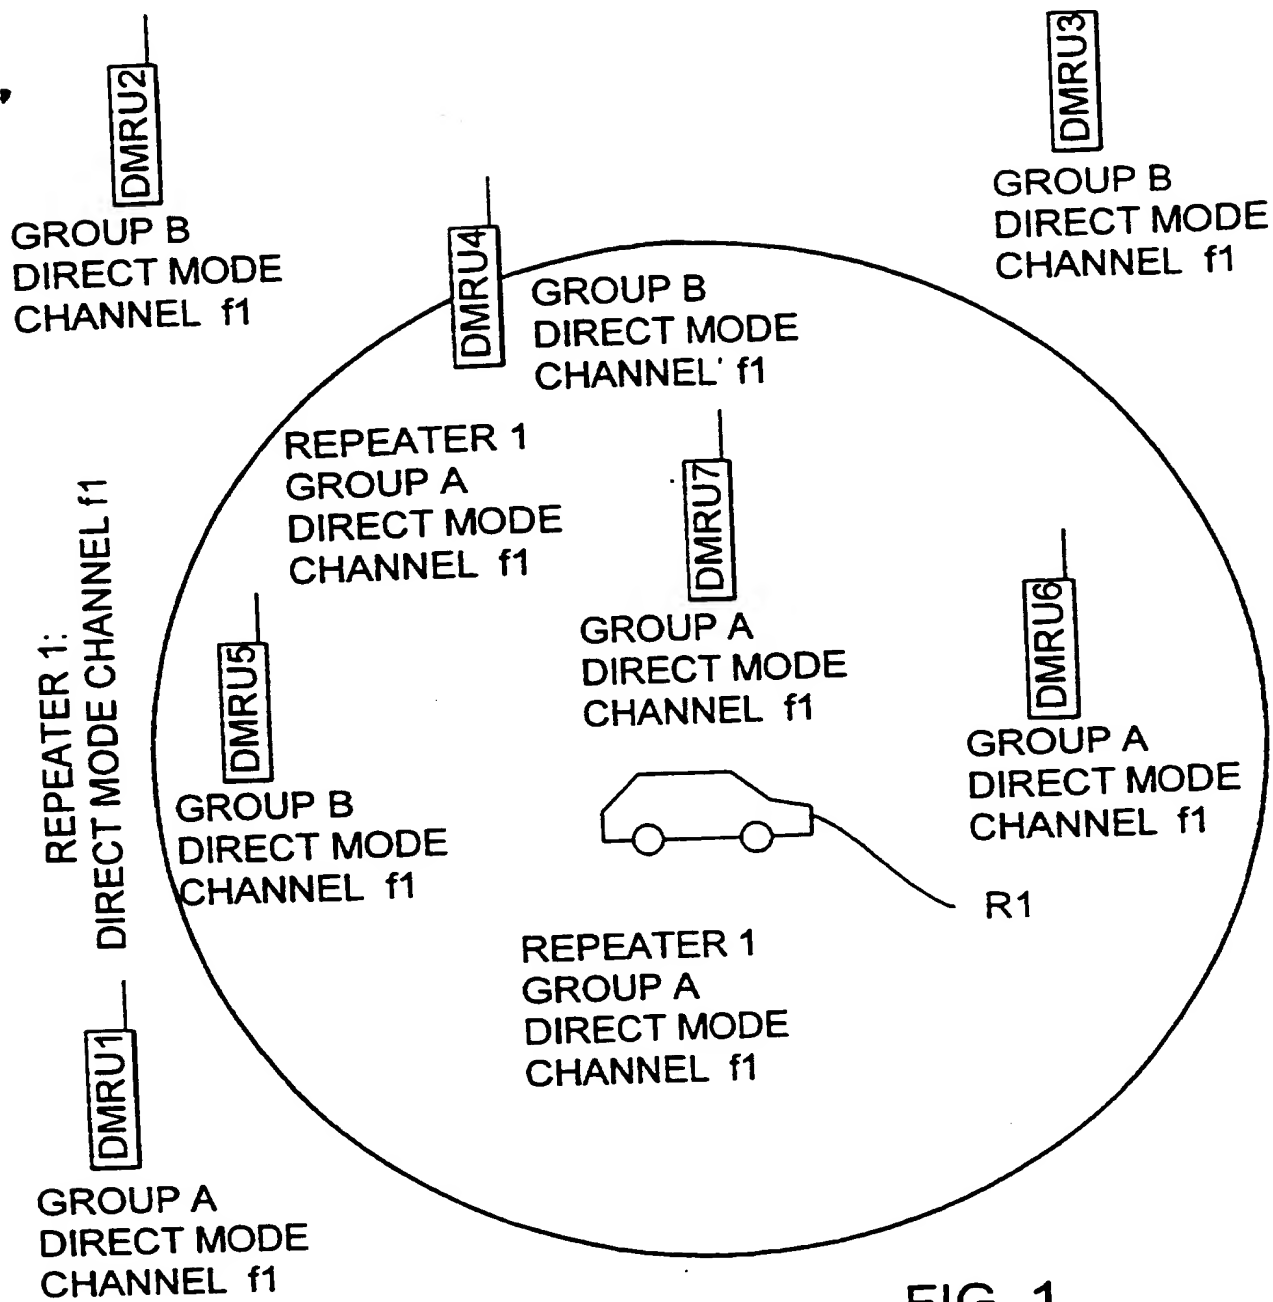 DMRU2
GROUP B
DIRECT MODE
CHANNEL f1
DMRU3
GROUP B
DIRECT MODE
CHANNEL f1
DMRU4
GROUP B
DIRECT MODE
CHANNEL' f1
REPEATER 1
GROUP A
DIRECT MODE
CHANNEL f1
DMRU7
GROUP A
DIRECT MODE
CHANNEL f1
DMRU6
GROUP A
DIRECT MODE
CHANNEL f1
REPEATER 1:
DIRECT MODE CHANNEL f1
DMRU5
GROUP B
DIRECT MODE
CHANNEL f1
R1
REPEATER 1
GROUP A
DIRECT MODE
CHANNEL f1
DMRU1
GROUP A
DIRECT MODE
CHANNEL f1
FIG. 1